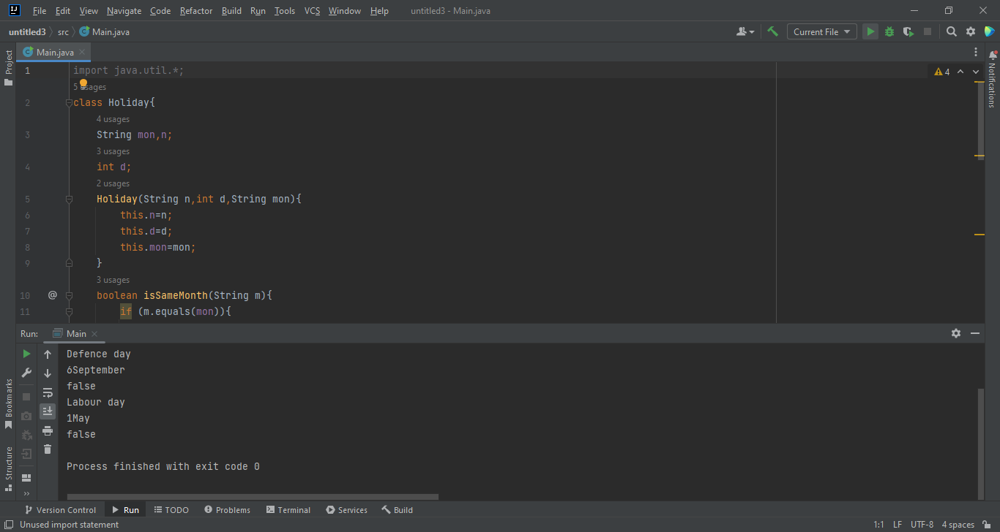 File Edit View Navigate Code Refactor Build Run Tools VCS Window Help untitled3 - Main.java
untitled3 src Main.java Current File
Project
Main.java
Notifications
1 import java.util.*;
4
5 usages
2 class Holiday{
4 usages
3 String mon,n;
3 usages
4 int d;
2 usages
5 Holiday(String n,int d,String mon){
6 this.n=n;
7 this.d=d;
8 this.mon=mon;
9 }
3 usages
10 @ boolean isSameMonth(String m){
11 if (m.equals(mon)){
Run: Main
Defence day
6September
false
Labour day
1May
false
Process finished with exit code 0
Bookmarks
Structure
Version Control Run TODO Problems Terminal Services Build
Unused import statement 1:1 LF UTF-8 4 spaces